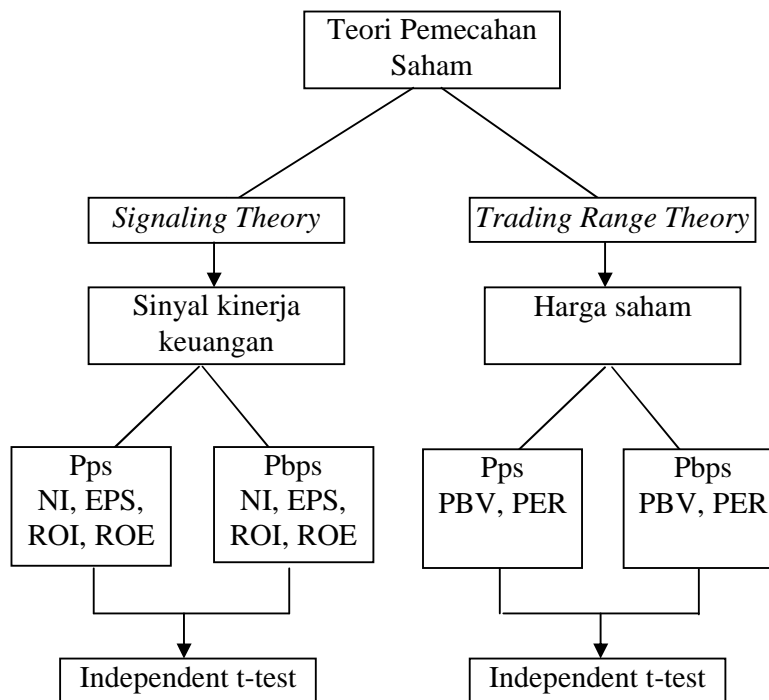 Teori Pemecahan
Saham
Signaling Theory
Trading Range Theory
Sinyal kinerja
keuangan
Harga saham
Pps
NI, EPS,
ROI, ROE
Pbps
NI, EPS,
ROI, ROE
Pps
PBV, PER
Pbps
PBV, PER
Independent t-test
Independent t-test